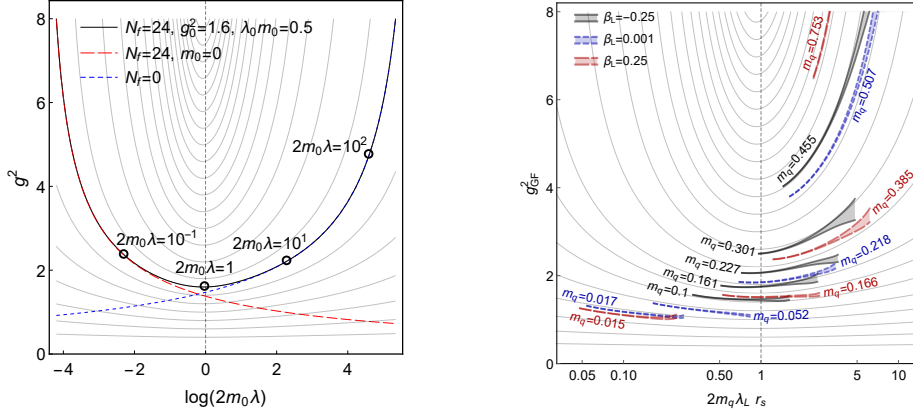 N_f=24, g_0^2=1.6, λ_0m_0=0.5
N_f=24, m_0=0
N_f=0
8
6
4
2
0
g^2
2m_0λ=10^2
2m_0λ=10^{-1}
2m_0λ=1
2m_0λ=10^1
−4
−2
0
2
4
log(2m_0λ)
β_L=−0.25
β_L=0.001
β_L=0.25
8
6
4
2
0
g^2_{GF}
m_q=0.753
m_q=0.507
m_q=0.455
m_q=0.385
m_q=0.301
m_q=0.227
m_q=0.218
m_q=0.161
m_q=0.166
m_q=0.1
m_q=0.017
m_q=0.052
m_q=0.015
0.05
0.10
0.50
1
5
10
2m_qλ_L r_s